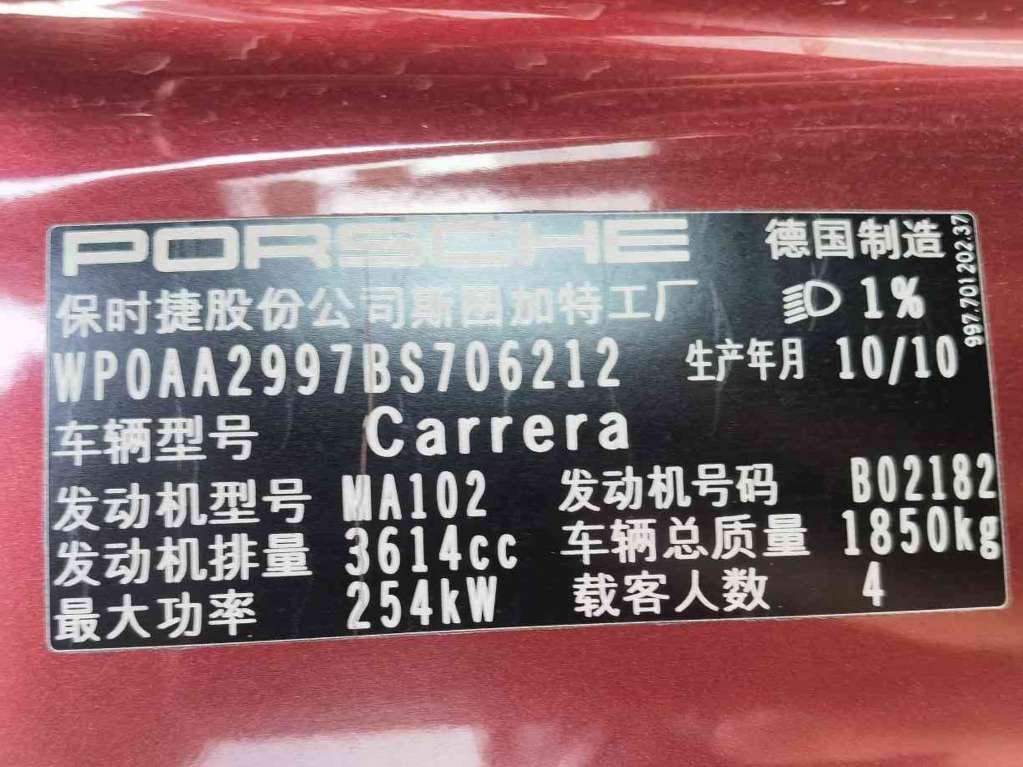 PORSCHE 德国制造
保时捷股份公司斯图加特工厂 1%
WP0AA2997BS706212 生产年月 10/10
车辆型号 Carrera
发动机型号 MA102 发动机号码 B02182
发动机排量 3614cc 车辆总质量 1850kg
最大功率 254kW 载客人数 4
997.701202.37